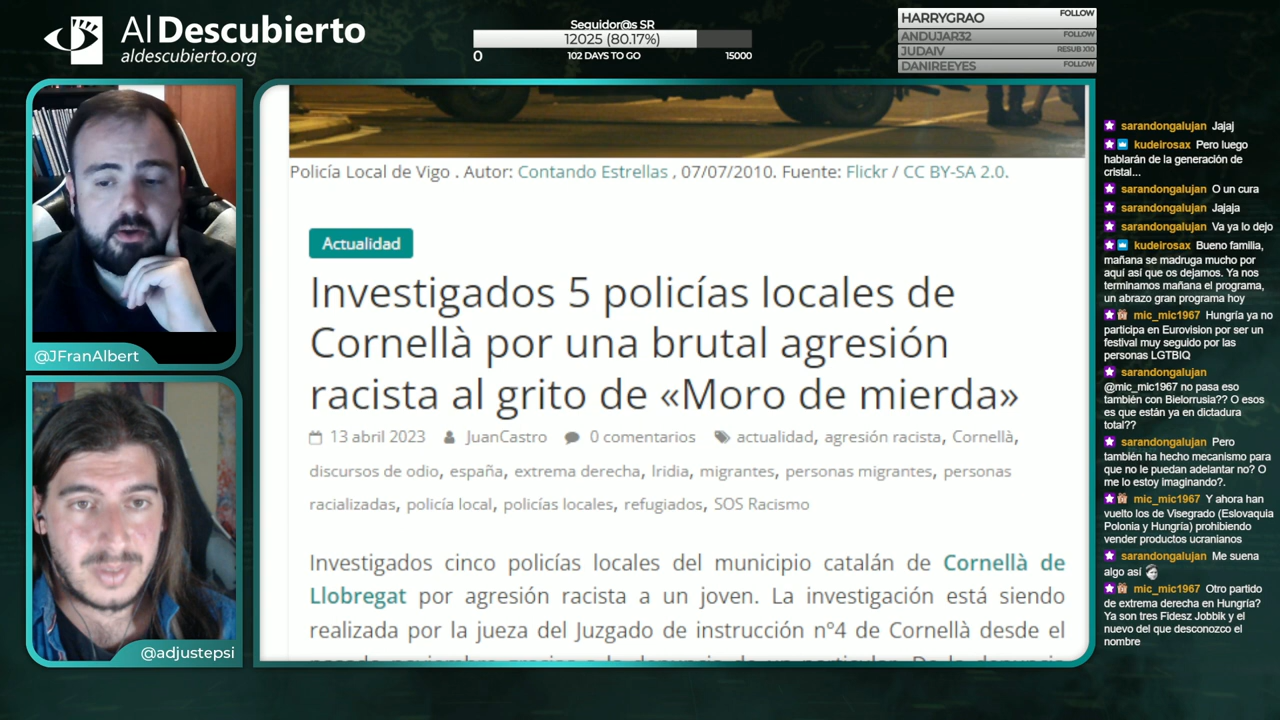 Al Descubierto
aldescubierto.org
Seguidor@s SR
12025 (80.17%)
0
102 DAYS TO GO
15000
HARRYGRAO FOLLOW
ANDUJAR32 FOLLOW
JUDAIV RESUB X10
DANIREEYES FOLLOW
@JFranAlbert
@adjustepsi
Policía Local de Vigo . Autor: Contando Estrellas , 07/07/2010. Fuente: Flickr / CC BY-SA 2.0.
Actualidad
Investigados 5 policías locales de
Cornellà por una brutal agresión
racista al grito de «Moro de mierda»
13 abril 2023 JuanCastro 0 comentarios actualidad, agresión racista, Cornellà,
discursos de odio, españa, extrema derecha, Iridia, migrantes, personas migrantes, personas
racializadas, policía local, policías locales, refugiados, SOS Racismo
Investigados cinco policías locales del municipio catalán de Cornellà de
Llobregat por agresión racista a un joven. La investigación está siendo
realizada por la jueza del Juzgado de instrucción nº4 de Cornellà desde el
sarandongalujan Jajaj
kudeirosax Pero luego
hablarán de la generación de
cristal...
sarandongalujan O un cura
sarandongalujan Jajaja
sarandongalujan Va ya lo dejo
kudeirosax Bueno familia,
mañana se madruga mucho por
aquí así que os dejamos. Ya nos
terminamos mañana el programa,
un abrazo gran programa hoy
mic_mic1967 Hungría ya no
participa en Eurovision por ser un
festival muy seguido por las
personas LGTBIQ
sarandongalujan
@mic_mic1967 no pasa eso
también con Bielorrusia?? O esos
es que están ya en dictadura
total??
sarandongalujan Pero
también ha hecho mecanismo para
que no le puedan adelantar no? O
me lo estoy imaginando?.
mic_mic1967 Y ahora han
vuelto los de Visegrado (Eslovaquia
Polonia y Hungría) prohibiendo
vender productos ucranianos
sarandongalujan Me suena
algo así
mic_mic1967 Otro partido
de extrema derecha en Hungría?
Ya son tres Fidesz Jobbik y el
nuevo del que desconozco el
nombre